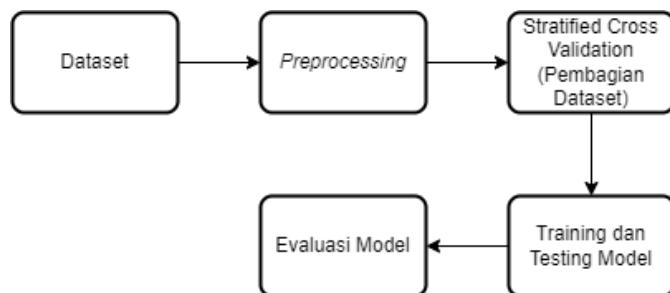 Dataset
Preprocessing
Stratified Cross
Validation
(Pembagian
Dataset)
Training dan
Testing Model
Evaluasi Model